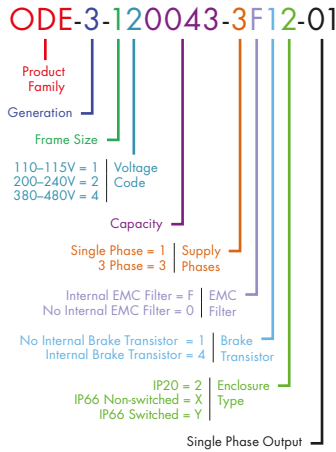 ODE-3-120043-3F12-01
Product
Family
Generation
Frame Size
110–115V = 1
200–240V = 2
380–480V = 4
Voltage
Code
Capacity
Single Phase = 1
3 Phase = 3
Supply
Phases
Internal EMC Filter = F
No Internal EMC Filter = 0
EMC
Filter
No Internal Brake Transistor = 1
Internal Brake Transistor = 4
Brake
Transistor
IP20 = 2
IP66 Non-switched = X
IP66 Switched = Y
Enclosure
Type
Single Phase Output